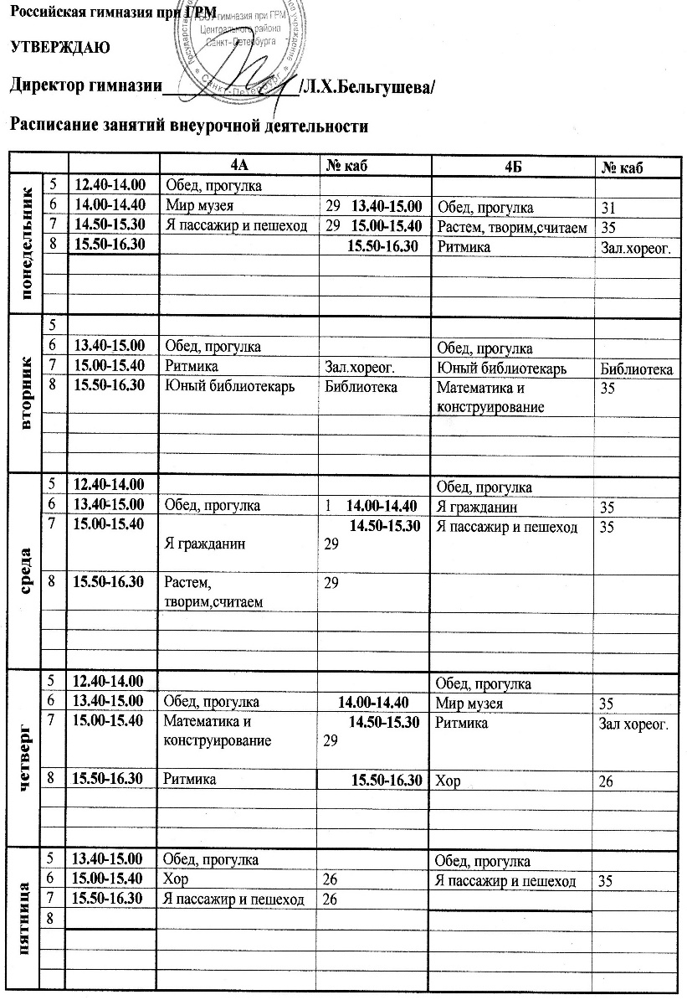 Российская гимназия при ГРМ
гимназия при ГРМ
Центрального района
Санкт-Петербурга
Санкт-Петербург
УТВЕРЖДАЮ
Директор гимназии /Л.Х.Бельгушева/
Расписание занятий внеурочной деятельности
4А № каб 4Б № каб
понедельник
5 12.40-14.00 Обед, прогулка
6 14.00-14.40 Мир музея 29 13.40-15.00 Обед, прогулка 31
7 14.50-15.30 Я пассажир и пешеход 29 15.00-15.40 Растем, творим,считаем 35
8 15.50-16.30 15.50-16.30 Ритмика Зал.хореог.
вторник
5
6 13.40-15.00 Обед, прогулка Обед, прогулка
7 15.00-15.40 Ритмика Зал.хореог. Юный библиотекарь Библиотека
8 15.50-16.30 Юный библиотекарь Библиотека Математика и 35
конструирование
среда
5 12.40-14.00 Обед, прогулка
6 13.40-15.00 Обед, прогулка 1 14.00-14.40 Я гражданин 35
7 15.00-15.40 14.50-15.30 Я пассажир и пешеход 35
Я гражданин 29
8 15.50-16.30 Растем, 29
творим,считаем
четверг
5 12.40-14.00 Обед, прогулка
6 13.40-15.00 Обед, прогулка 14.00-14.40 Мир музея 35
7 15.00-15.40 Математика и 14.50-15.30 Ритмика Зал хореог.
конструирование 29
8 15.50-16.30 Ритмика 15.50-16.30 Хор 26
пятница
5 13.40-15.00 Обед, прогулка Обед, прогулка
6 15.00-15.40 Хор 26 Я пассажир и пешеход 35
7 15.50-16.30 Я пассажир и пешеход 26
8